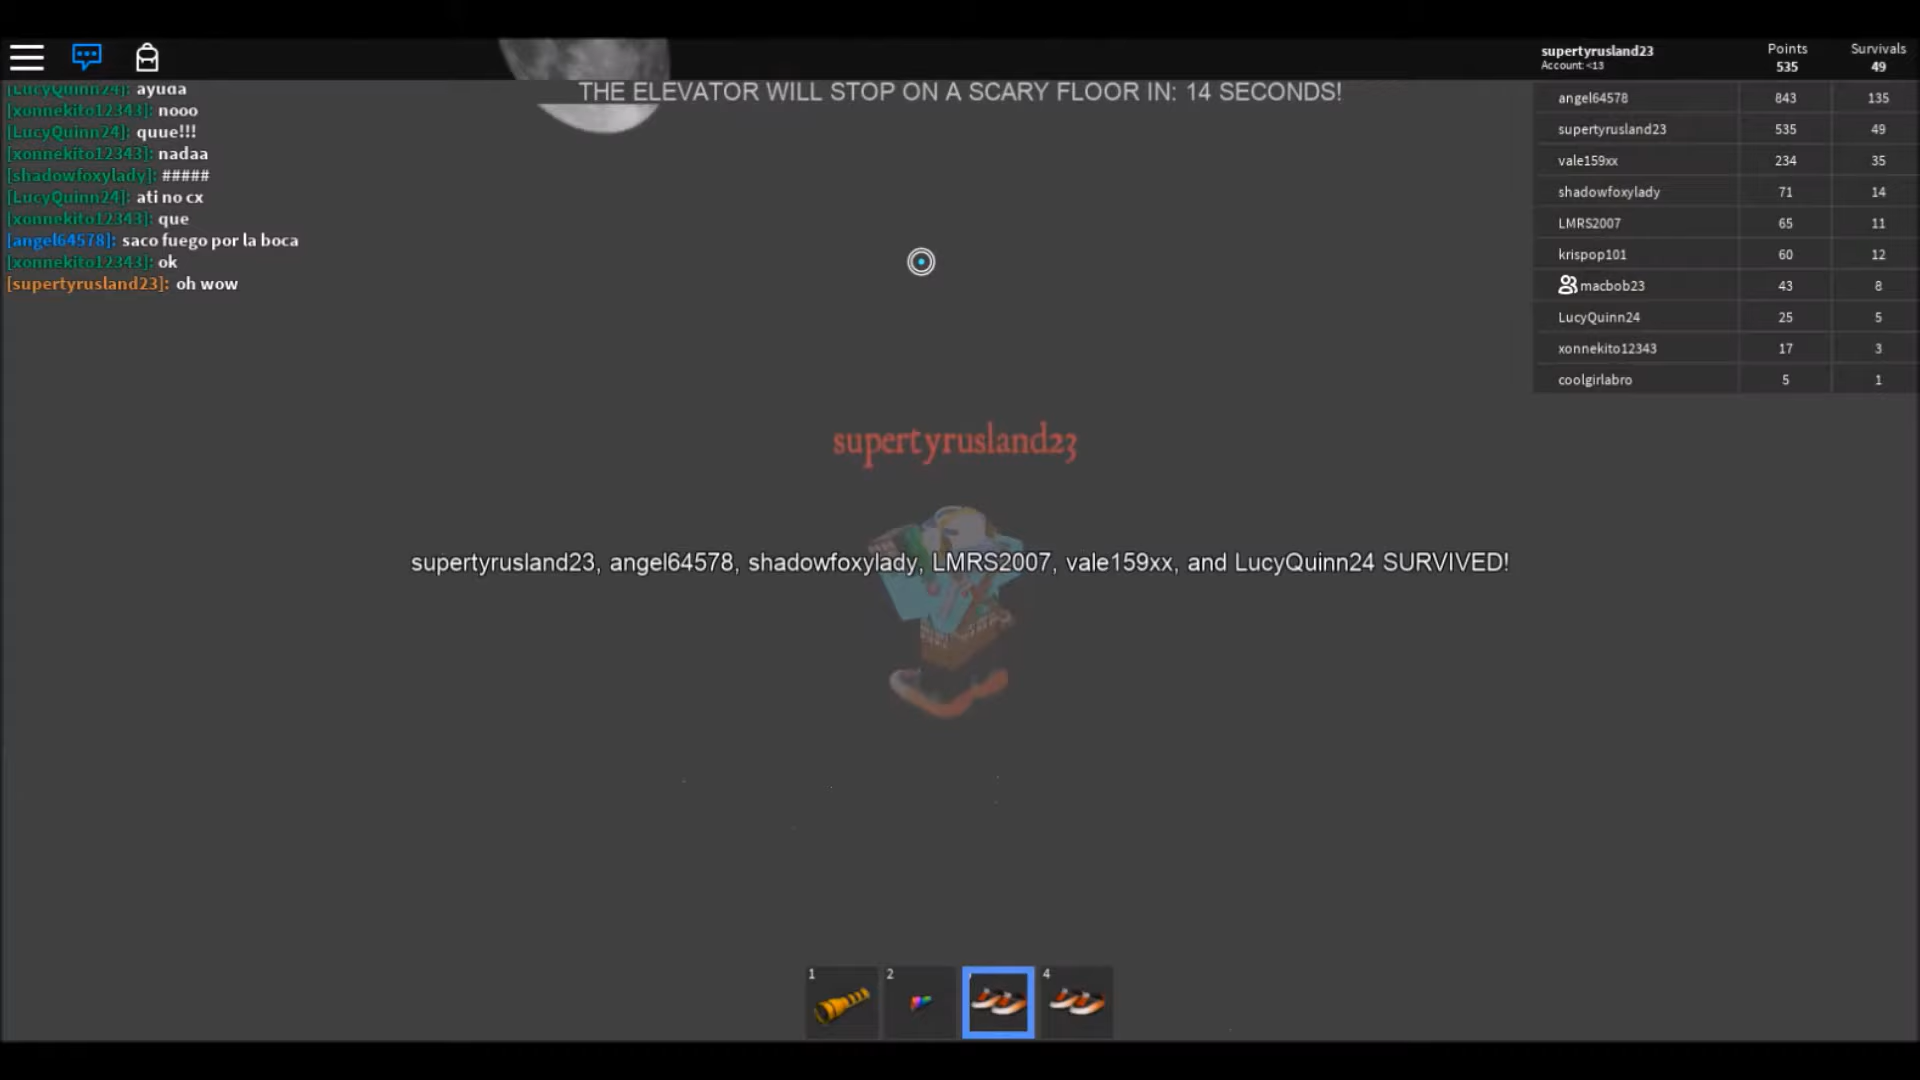 supertyrusland23 Points Survivals
Account: <13 535 49
THE ELEVATOR WILL STOP ON A SCARY FLOOR IN: 14 SECONDS!
[LucyQuinn24]: ayuda
[xonnekito12343]: nooo
[LucyQuinn24]: quue!!!
[xonnekito12343]: nadaa
[shadowfoxylady]: #####
[LucyQuinn24]: ati no cx
[xonnekito12343]: que
[angel64578]: saco fuego por la boca
[xonnekito12343]: ok
[supertyrusland23]: oh wow
angel64578 843 135
supertyrusland23 535 49
vale159xx 234 35
shadowfoxylady 71 14
LMRS2007 65 11
krispop101 60 12
macbob23 43 8
LucyQuinn24 25 5
xonnekito12343 17 3
coolgirlabro 5 1
supertyrusland23
supertyrusland23, angel64578, shadowfoxylady, LMRS2007, vale159xx, and LucyQuinn24 SURVIVED!
1 2 4